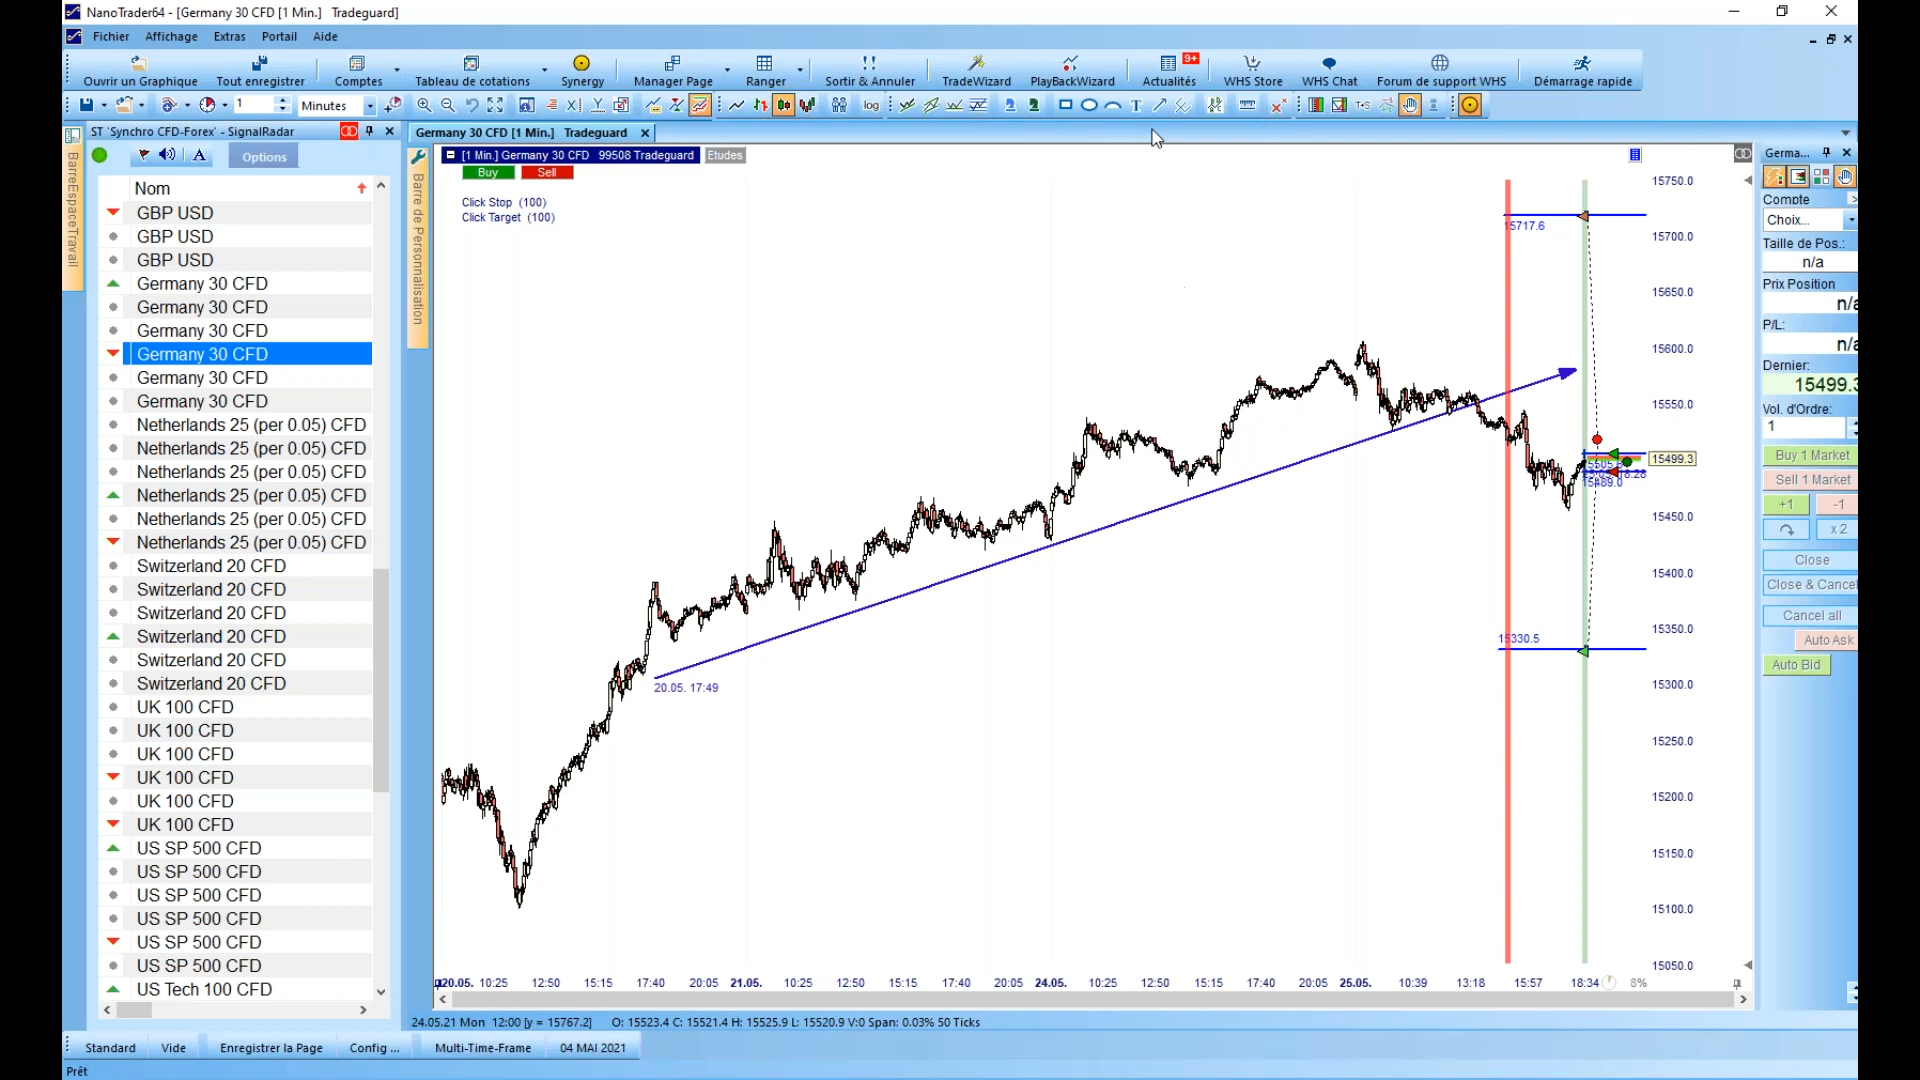 NanoTrader64 - [Germany 30 CFD [1 Min.]   Tradeguard]
Fichier Affichage Extras Portail Aide
Ouvrir un Graphique Tout enregistrer Comptes Tableau de cotations Synergy Manager Page Ranger Sortir & Annuler TradeWizard PlayBackWizard Actualités 9+ WHS Store WHS Chat Forum de support WHS Démarrage rapide
1 Minutes log T T+S
ST 'Synchro CFD-Forex' - SignalRadar
A Options
Nom
GBP USD
GBP USD
GBP USD
Germany 30 CFD
Germany 30 CFD
Germany 30 CFD
Germany 30 CFD
Germany 30 CFD
Germany 30 CFD
Netherlands 25 (per 0.05) CFD
Netherlands 25 (per 0.05) CFD
Netherlands 25 (per 0.05) CFD
Netherlands 25 (per 0.05) CFD
Netherlands 25 (per 0.05) CFD
Netherlands 25 (per 0.05) CFD
Switzerland 20 CFD
Switzerland 20 CFD
Switzerland 20 CFD
Switzerland 20 CFD
Switzerland 20 CFD
Switzerland 20 CFD
UK 100 CFD
UK 100 CFD
UK 100 CFD
UK 100 CFD
UK 100 CFD
UK 100 CFD
US SP 500 CFD
US SP 500 CFD
US SP 500 CFD
US SP 500 CFD
US SP 500 CFD
US SP 500 CFD
US Tech 100 CFD
BarreEspaceTravail
Germany 30 CFD [1 Min.]   Tradeguard
Barre de Personnalisation
[1 Min.] Germany 30 CFD   99508 Tradeguard Etudes
Buy Sell
Click Stop (100)
Click Target (100)
15717.6
15489.0
15330.5
20.05. 17:49
15750.0
15700.0
15650.0
15600.0
15550.0
15499.3
15450.0
15400.0
15350.0
15300.0
15250.0
15200.0
15150.0
15100.0
15050.0
20.05. 10:25 12:50 15:15 17:40 20:05 21.05. 10:25 12:50 15:15 17:40 20:05 24.05. 10:25 12:50 15:15 17:40 20:05 25.05. 10:39 13:18 15:57 18:34 8%
24.05.21 Mon 12:00 [y = 15767.2] O: 15523.4 C: 15521.4 H: 15525.9 L: 15520.9 V:0 Span: 0.03% 50 Ticks
Germa...
Compte
Choix...
Taille de Pos.:
n/a
Prix Position
n/a
P/L:
n/a
Dernier:
15499.3
Vol. d'Ordre:
1
Buy 1 Market
Sell 1 Market
+1 -1
x 2
Close
Close & Cancel
Cancel all
Auto Ask
Auto Bid
Standard Vide Enregistrer la Page Config ... Multi-Time-Frame 04 MAI 2021
Prêt